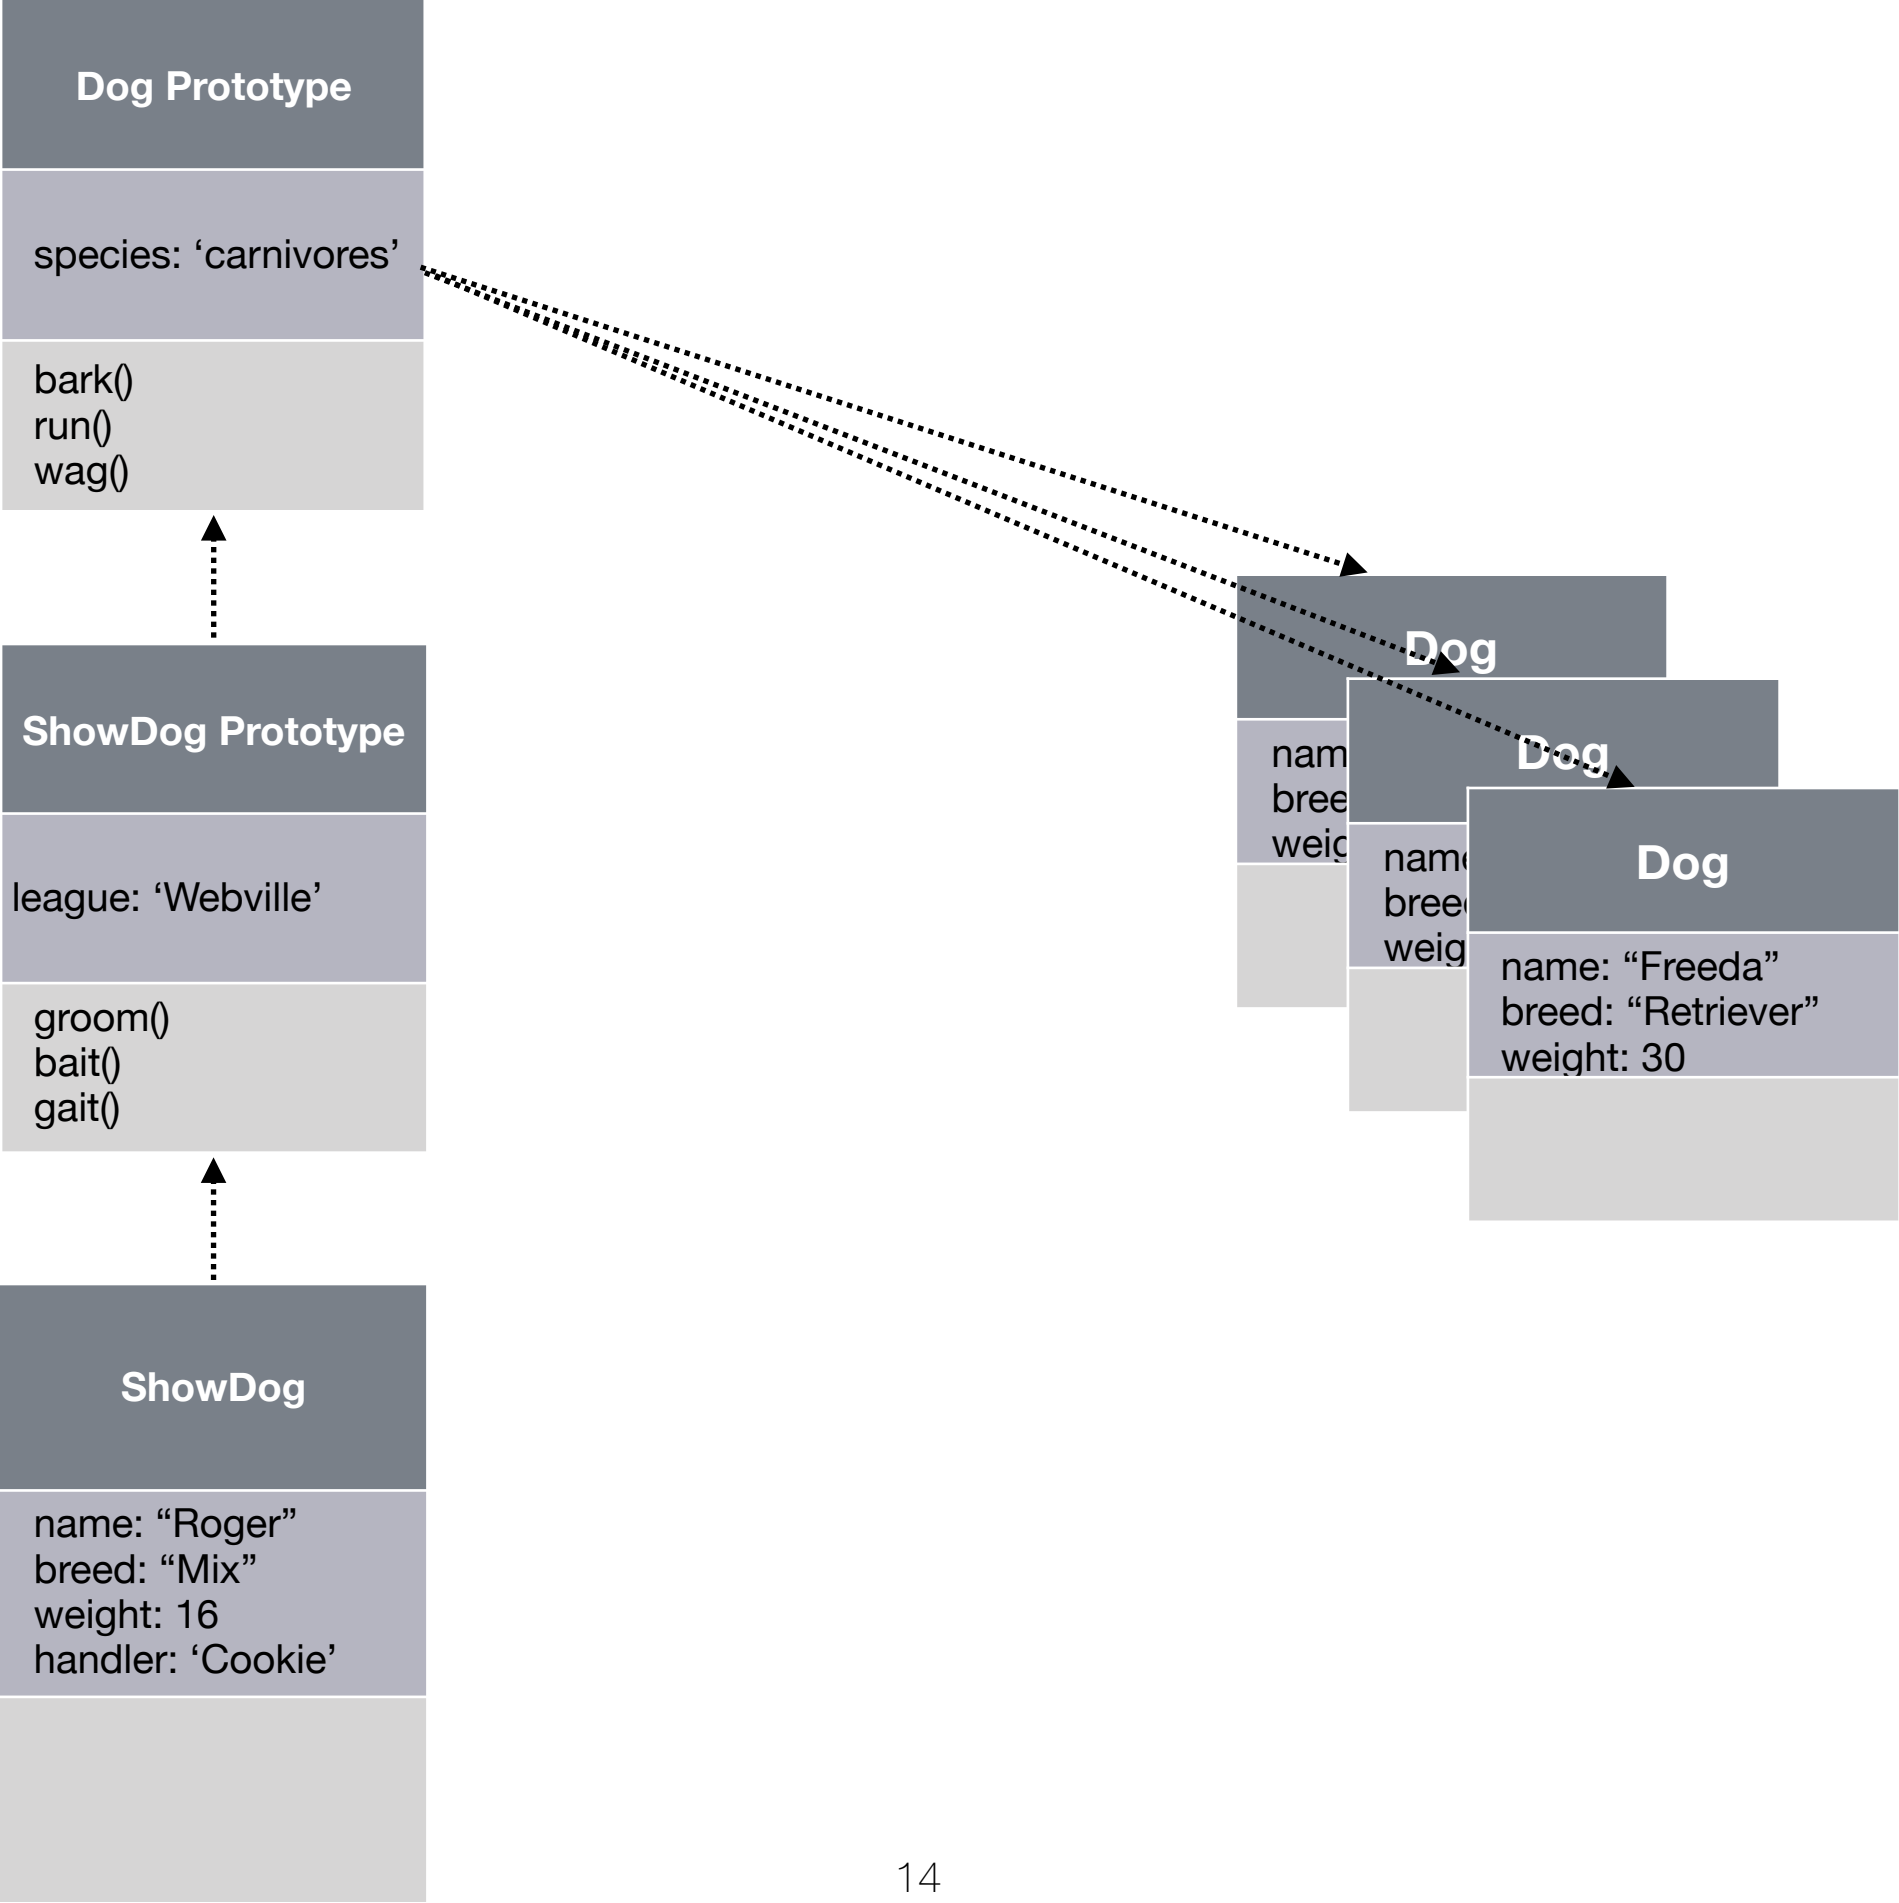 Dog Prototype
species: ‘carnivores’
bark()
run()
wag()
ShowDog Prototype
league: ‘Webville’
groom()
bait()
gait()
ShowDog
name: “Roger”
breed: “Mix”
weight: 16
handler: ‘Cookie’
Dog
Dog
name
Dog
name: “Freeda”
breed: “Retriever”
weight: 30
14